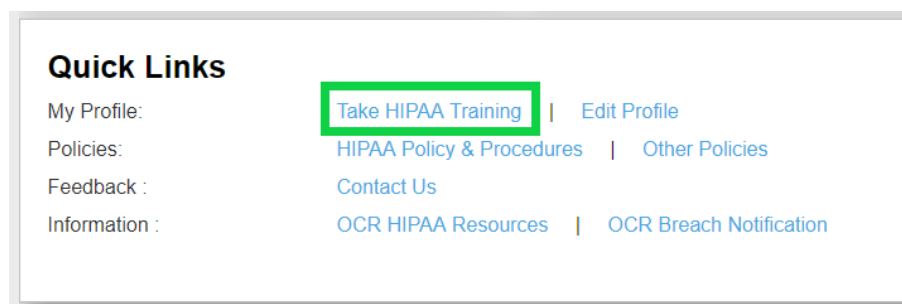 Quick Links
My Profile: Take HIPAA Training | Edit Profile
Policies: HIPAA Policy & Procedures | Other Policies
Feedback : Contact Us
Information : OCR HIPAA Resources | OCR Breach Notification